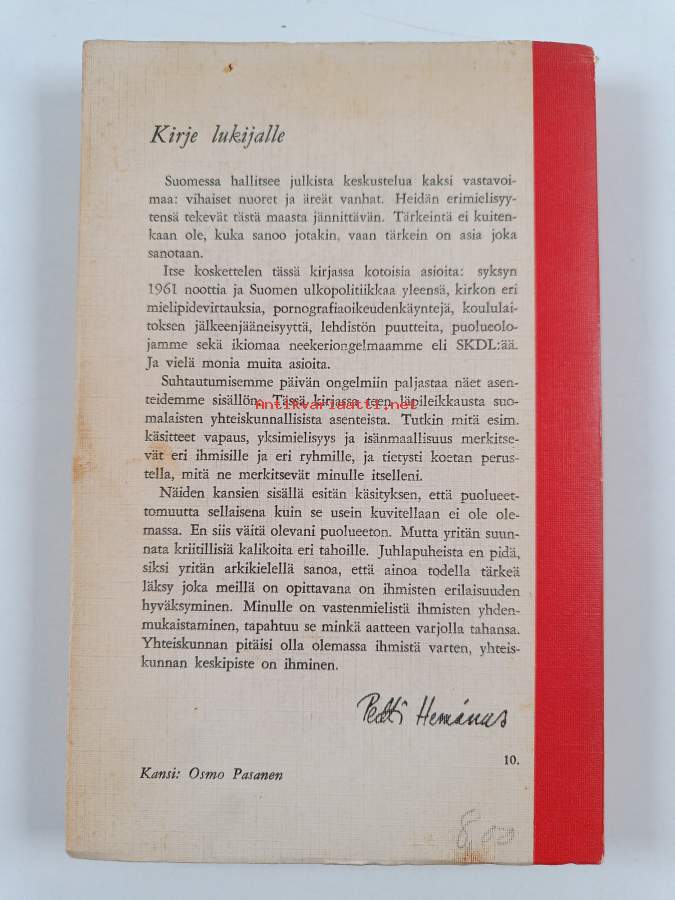 Kirje lukijalle
Suomessa hallitsee julkista keskustelua kaksi vastavoi-
maa: vihaiset nuoret ja äreät vanhat. Heidän erimielisyy-
tensä tekevät tästä maasta jännittävän. Tärkeintä ei kuiten-
kaan ole, kuka sanoo jotakin, vaan tärkein on asia joka
sanotaan.
Itse koskettelen tässä kirjassa kotoisia asioita: syksyn
1961 noottia ja Suomen ulkopolitiikkaa yleensä, kirkon eri
mielipidevirtauksia, pornografiaoikeudenkäyntejä, koululai-
toksen jälkeenjääneisyyttä, lehdistön puutteita, puolueolo-
jamme sekä ikiomaa neekeriongelmaamme eli SKDL:ää.
Ja vielä monia muita asioita.
Suhtautumisemme päivän ongelmiin paljastaa näet asen-
teidemme sisällön. Tässä kirjassa teen läpileikkausta suo-
Antikvariaatti.net
malaisten yhteiskunnallisista asenteista. Tutkin mitä esim.
käsitteet vapaus, yksimielisyys ja isänmaallisuus merkitse-
vät eri ihmisille ja eri ryhmille, ja tietysti koetan perus-
tella, mitä ne merkitsevät minulle itselleni.
Näiden kansien sisällä esitän käsityksen, että puolueet-
tomuutta sellaisena kuin se usein kuvitellaan ei ole ole-
massa. En siis väitä olevani puolueeton. Mutta yritän suun-
nata kriitillisiä kalikoita eri tahoille. Juhlapuheista en pidä,
siksi yritän arkikielellä sanoa, että ainoa todella tärkeä
läksy joka meillä on opittavana on ihmisten erilaisuuden
hyväksyminen. Minulle on vastenmielistä ihmisten yhden-
mukaistaminen, tapahtuu se minkä aatteen varjolla tahansa.
Yhteiskunnan pitäisi olla olemassa ihmistä varten, yhteis-
kunnan keskipiste on ihminen.
Pertti Hemánus
10.
Kansi: Osmo Pasanen
8,00